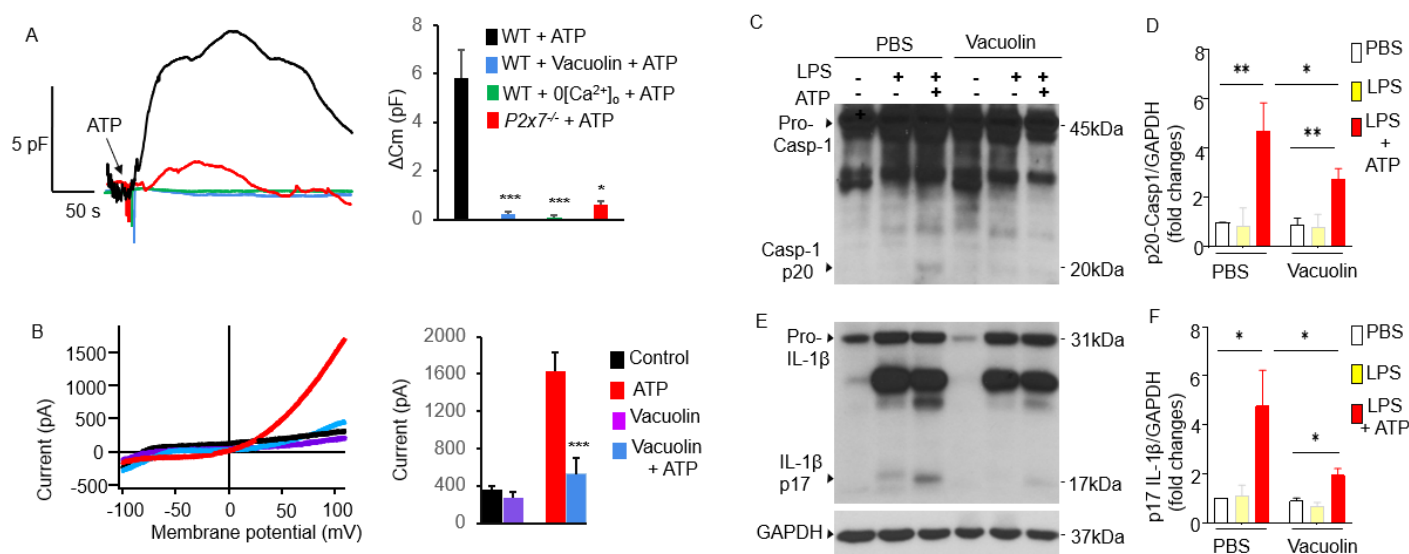 A
ATP
5 pF
50 s
8
6
4
2
0
ΔCm (pF)
WT + ATP
WT + Vacuolin + ATP
WT + 0[Ca²⁺]ₒ + ATP
P2x7⁻/⁻ + ATP
***
***
*
B
1500
1000
500
0
-500
Current (pA)
-100
-50
0
50
100
Membrane potential (mV)
2000
1600
1200
800
400
0
Current (pA)
Control
ATP
Vacuolin
Vacuolin
+ ATP
***
C
PBS
Vacuolin
LPS
- + + - + +
ATP
- - + - - +
+
Pro-
Casp-1
45kDa
Casp-1
p20
20kDa
D
8
6
4
2
0
p20-Casp1/GAPDH
(fold changes)
**
*
**
PBS
Vacuolin
PBS
LPS
LPS
+
ATP
E
Pro-
IL-1β
31kDa
IL-1β
p17
17kDa
GAPDH
37kDa
F
8
6
4
2
0
p17 IL-1β/GAPDH
(fold changes)
*
*
*
PBS
Vacuolin
PBS
LPS
LPS
+ ATP